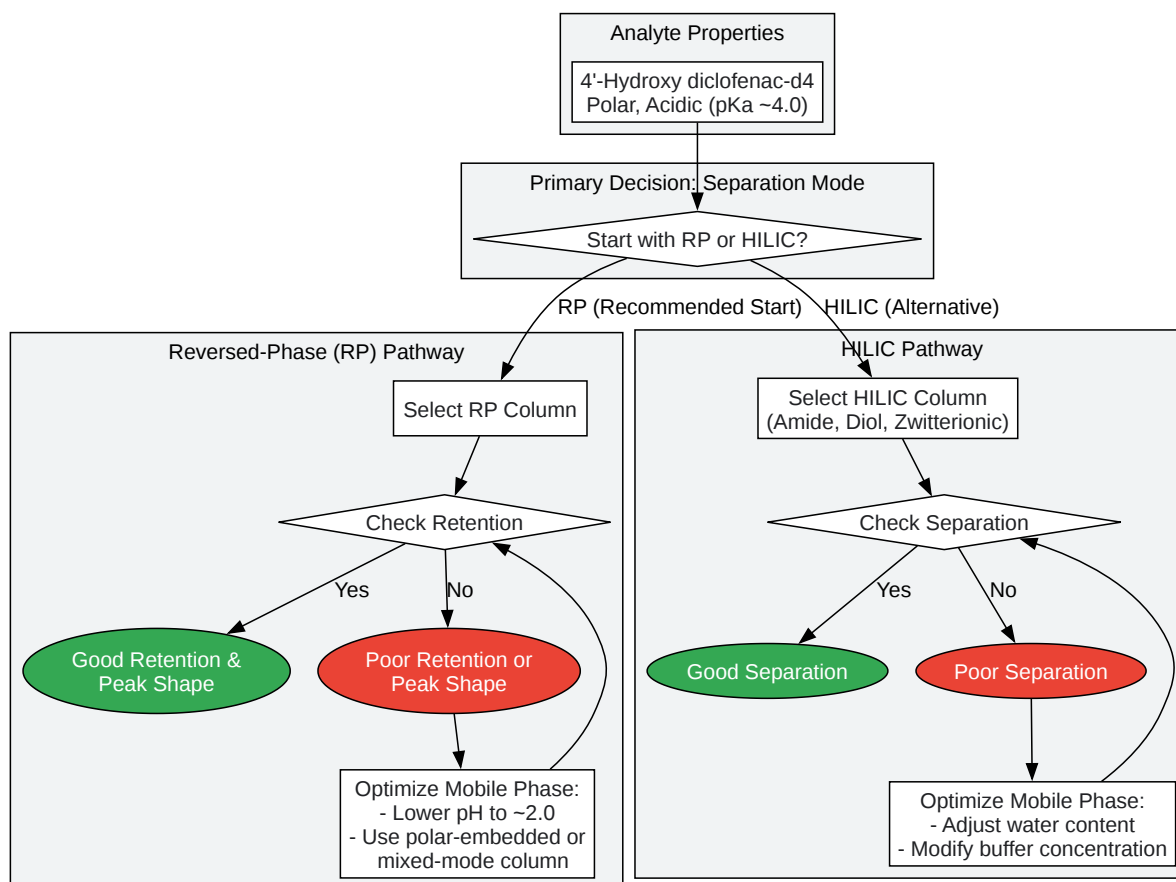 Analyte Properties
4'-Hydroxy diclofenac-d4
Polar, Acidic (pKa ~4.0)
Primary Decision: Separation Mode
Start with RP or HILIC?
RP (Recommended Start)
HILIC (Alternative)
Reversed-Phase (RP) Pathway
Select RP Column
Check Retention
Yes
No
Good Retention &
Peak Shape
Poor Retention or
Peak Shape
Optimize Mobile Phase:
- Lower pH to ~2.0
- Use polar-embedded or
mixed-mode column
HILIC Pathway
Select HILIC Column
(Amide, Diol, Zwitterionic)
Check Separation
Yes
No
Good Separation
Poor Separation
Optimize Mobile Phase:
- Adjust water content
- Modify buffer concentration